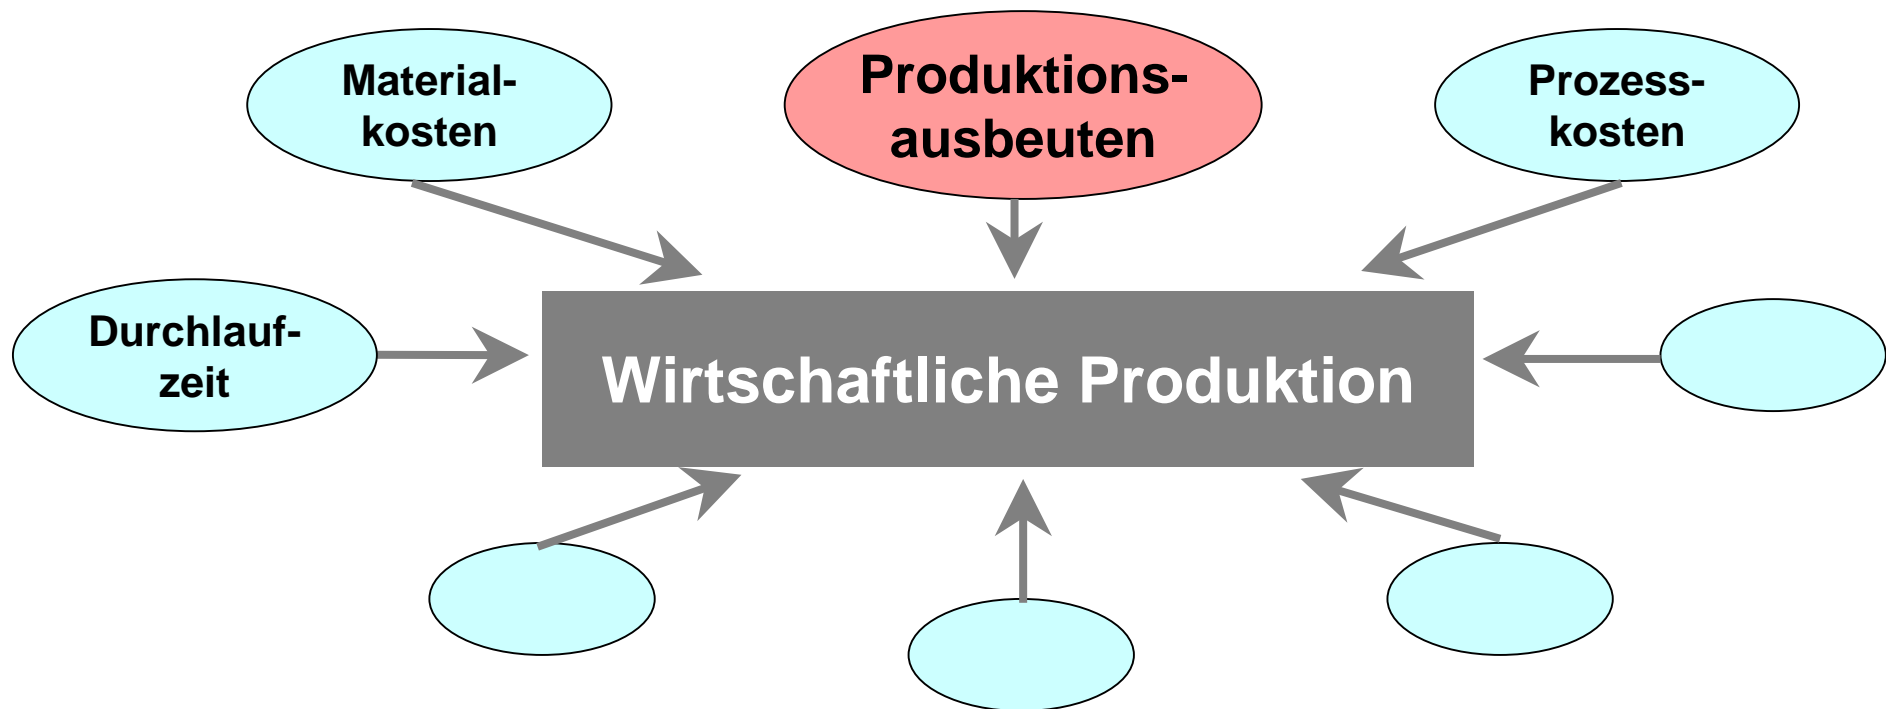 Material-
kosten
Produktions-
ausbeuten
Prozess-
kosten
Durchlauf-
zeit
Wirtschaftliche Produktion